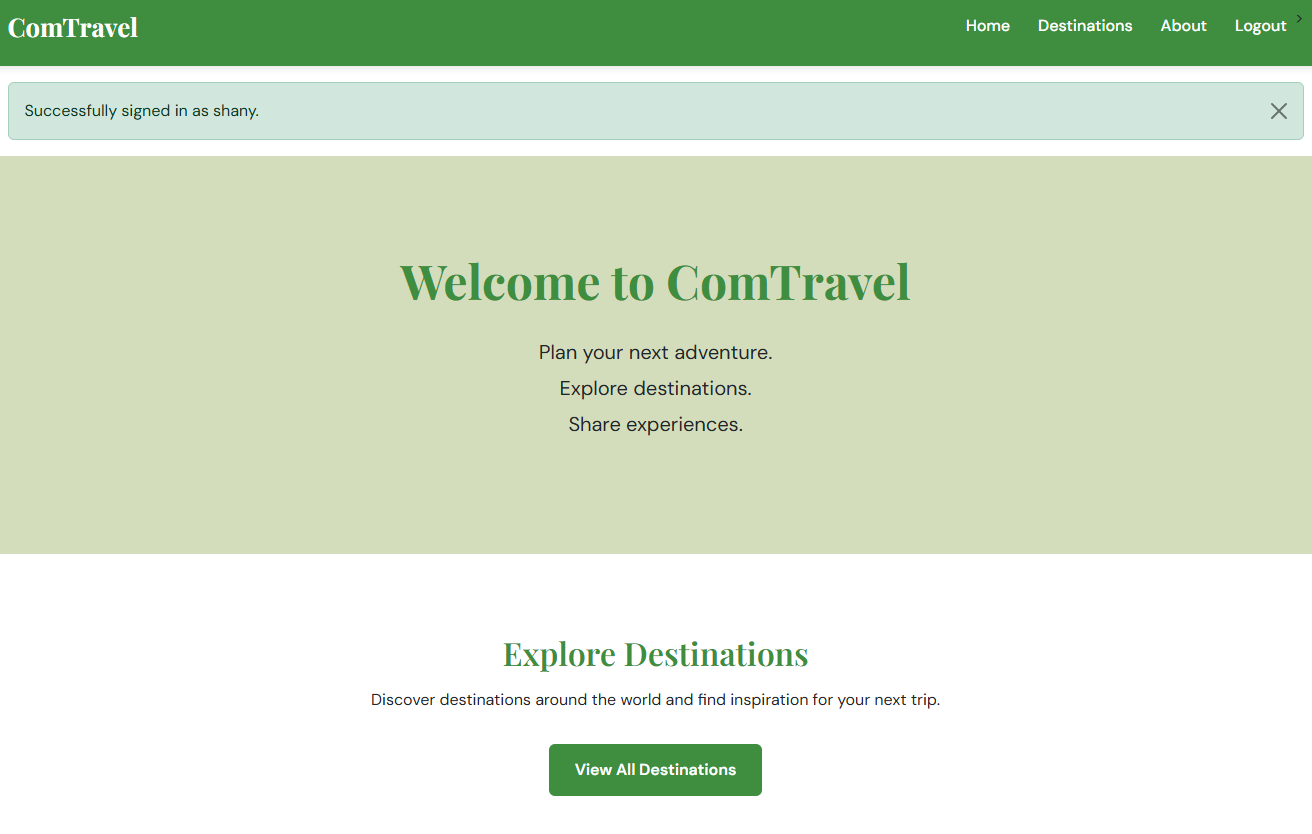 ComTravel
Home Destinations About Logout >
Successfully signed in as shany.
Welcome to ComTravel
Plan your next adventure.
Explore destinations.
Share experiences.
Explore Destinations
Discover destinations around the world and find inspiration for your next trip.
View All Destinations